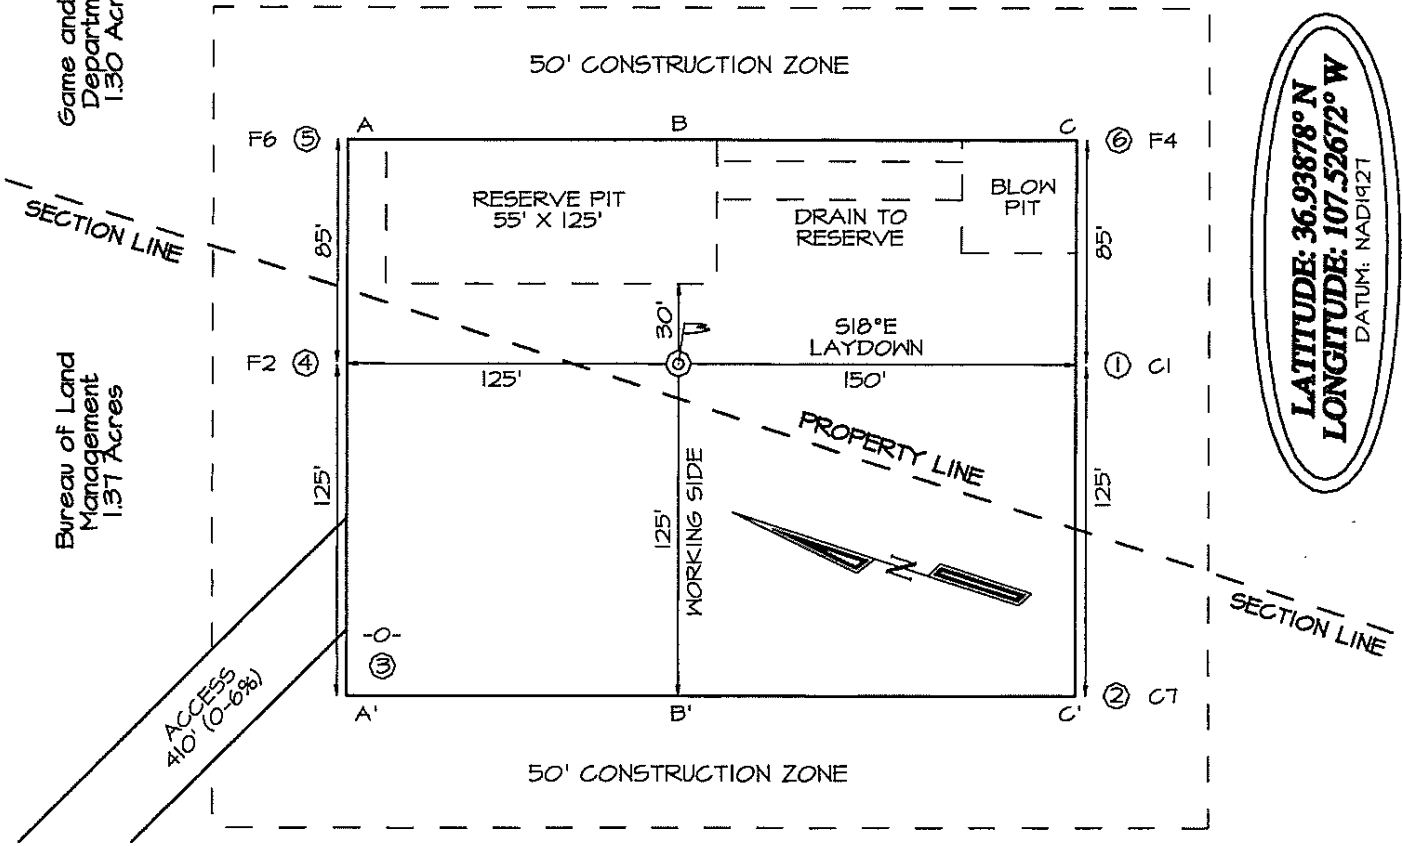 Game and
1.30
50' CONSTRUCTION ZONE
A
B
C
F6 ⑤
⑥ F4
SECTION LINE
RESERVE PIT
55' X 125'
DRAIN TO
RESERVE
BLOW
PIT
85'
85'
30'
S18°E
LAYDOWN
F2 ④
① C1
125'
150'
Bureau of Land
Management
1.37 Acres
PROPERTY LINE
125'
125'
WORKING SIDE
125'
N
SECTION LINE
-0-
③
ACCESS
410' (0-6%)
② C7
A'
B'
C'
50' CONSTRUCTION ZONE
LATITUDE: 36.93878° N
LONGITUDE: 107.52672° W
DATUM: NAD1927